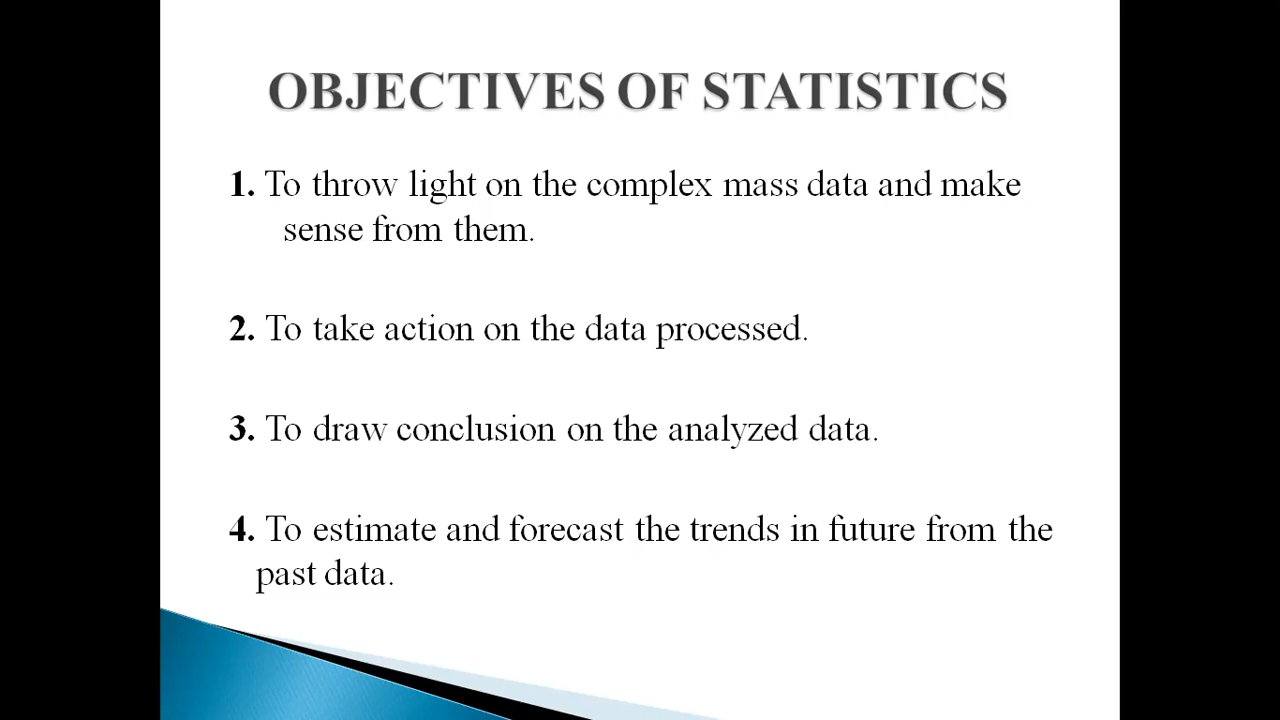 OBJECTIVES OF STATISTICS
1. To throw light on the complex mass data and make
sense from them.
2. To take action on the data processed.
3. To draw conclusion on the analyzed data.
4. To estimate and forecast the trends in future from the
past data.